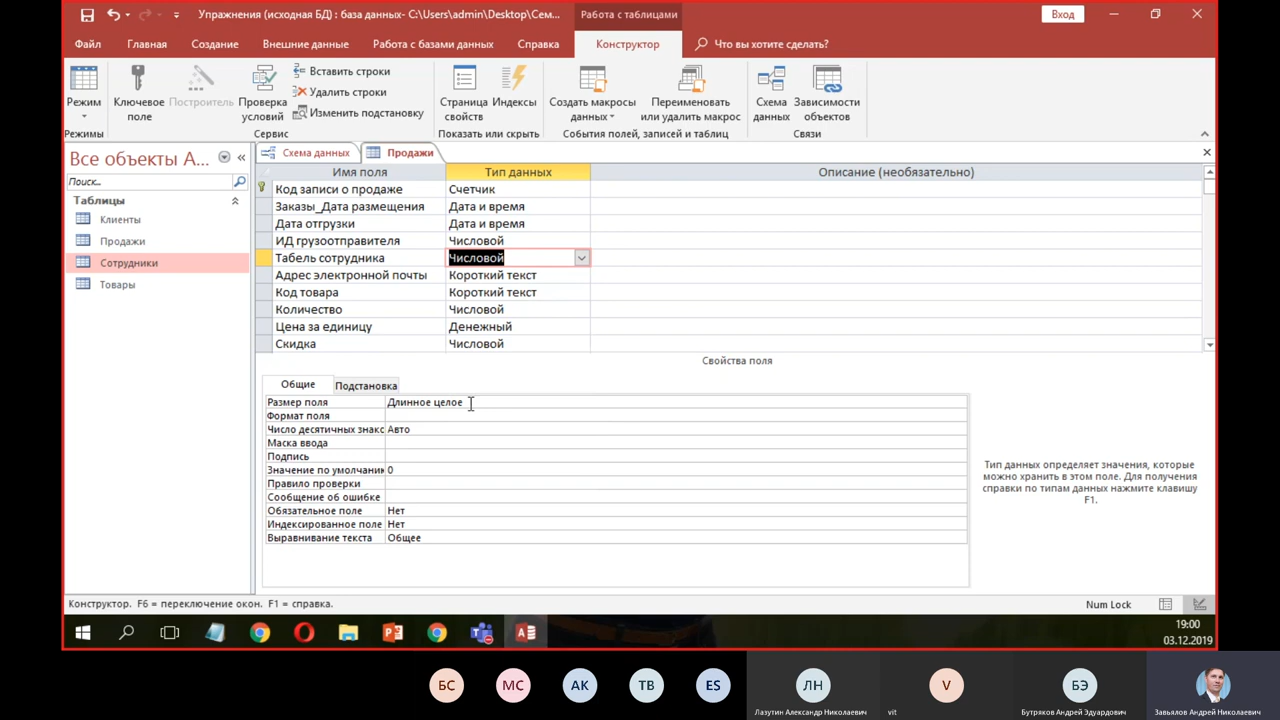 Упражнения (исходная БД) : база данных- C:\Users\admin\Desktop\Сем...
Работа с таблицами
Вход
Файл
Главная
Создание
Внешние данные
Работа с базами данных
Справка
Конструктор
Что вы хотите сделать?
Режим
Ключевое поле
Построитель
Проверка условий
Вставить строки
Удалить строки
Изменить подстановку
Страница свойств
Индексы
Создать макросы данных
Переименовать или удалить макрос
Схема данных
Зависимости объектов
Режимы
Сервис
Показать или скрыть
События полей, записей и таблиц
Связи
Все объекты A...
Поиск...
Таблицы
Клиенты
Продажи
Сотрудники
Товары
Схема данных
Продажи
Имя поля Тип данных Описание (необязательно)
Код записи о продаже Счетчик
Заказы_Дата размещения Дата и время
Дата отгрузки Дата и время
ИД грузоотправителя Числовой
Табель сотрудника Числовой
Адрес электронной почты Короткий текст
Код товара Короткий текст
Количество Числовой
Цена за единицу Денежный
Скидка Числовой
Свойства поля
Общие
Подстановка
Размер поля Длинное целое
Формат поля
Число десятичных знакс Авто
Маска ввода
Подпись
Значение по умолчани 0
Правило проверки
Сообщение об ошибке
Обязательное поле Нет
Индексированное поле Нет
Выравнивание текста Общее
Тип данных определяет значения, которые
можно хранить в этом поле. Для получения
справки по типам данных нажмите клавишу
F1.
Конструктор. F6 = переключение окон. F1 = справка.
Num Lock
19:00
03.12.2019
БС
МС
АК
ТВ
ES
ЛН
V
БЭ
Лазутин Александр Николаевич
vit
Бутряков Андрей Эдуардович
Завьялов Андрей Николаевич